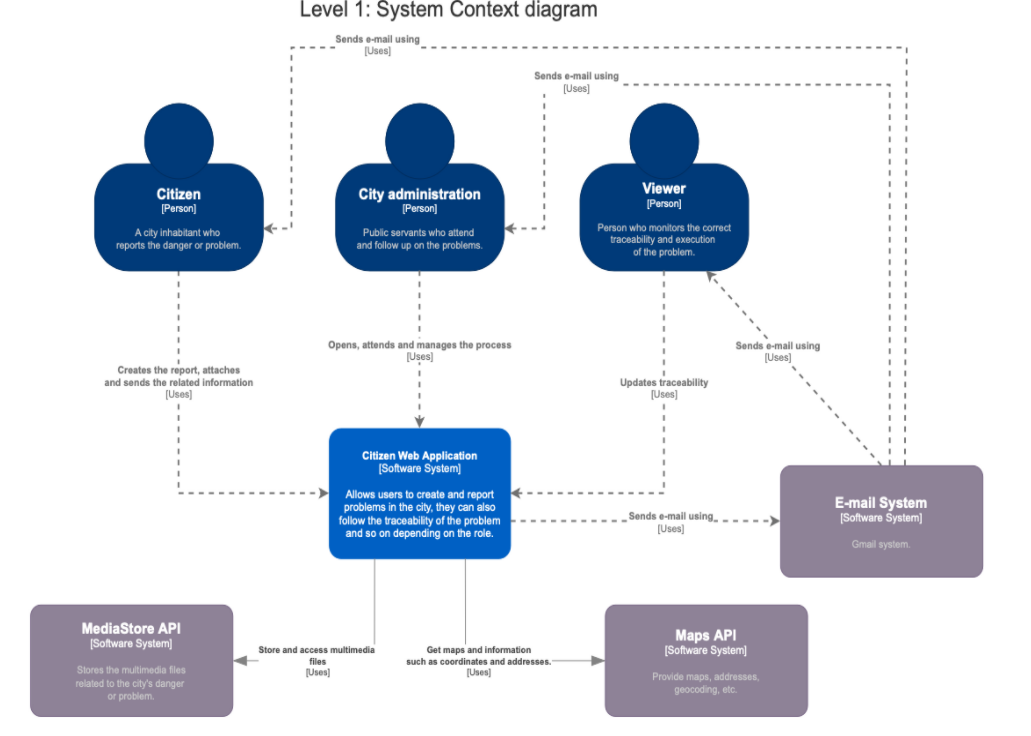 Level 1: System Context diagram
Sends e-mail using
[Uses]
Sends e-mail using
[Uses]
Citizen
[Person]
A city inhabitant who
reports the danger or problem.
City administration
[Person]
Public servants who attend
and follow up on the problems.
Viewer
[Person]
Person who monitors the correct
traceability and execution
of the problem.
Creates the report, attaches
and sends the related information
[Uses]
Opens, attends and manages the process
[Uses]
Updates traceability
[Uses]
Sends e-mail using
[Uses]
Citizen Web Application
[Software System]
Allows users to create and report
problems in the city, they can also
follow the traceability of the problem
and so on depending on the role.
Sends e-mail using
[Uses]
E-mail System
[Software System]
Gmail system.
MediaStore API
[Software System]
Stores the multimedia files
related to the city's danger
or problem.
Store and access multimedia
files
[Uses]
Get maps and information
such as coordinates and addresses.
[Uses]
Maps API
[Software System]
Provide maps, addresses,
geocoding, etc.